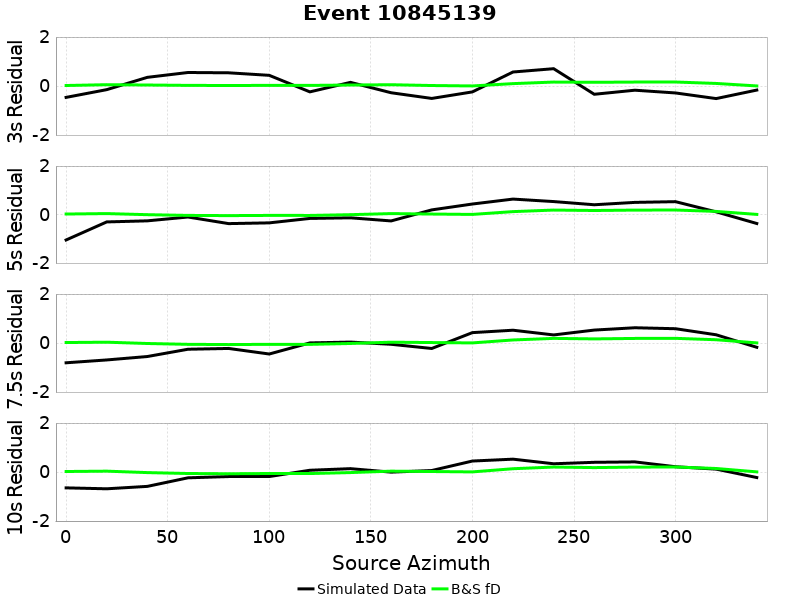 Event 10845139
3s Residual
2
0
-2
5s Residual
2
0
-2
7.5s Residual
2
0
-2
10s Residual
2
0
-2
0 50 100 150 200 250 300
Source Azimuth
Simulated Data B&S fD